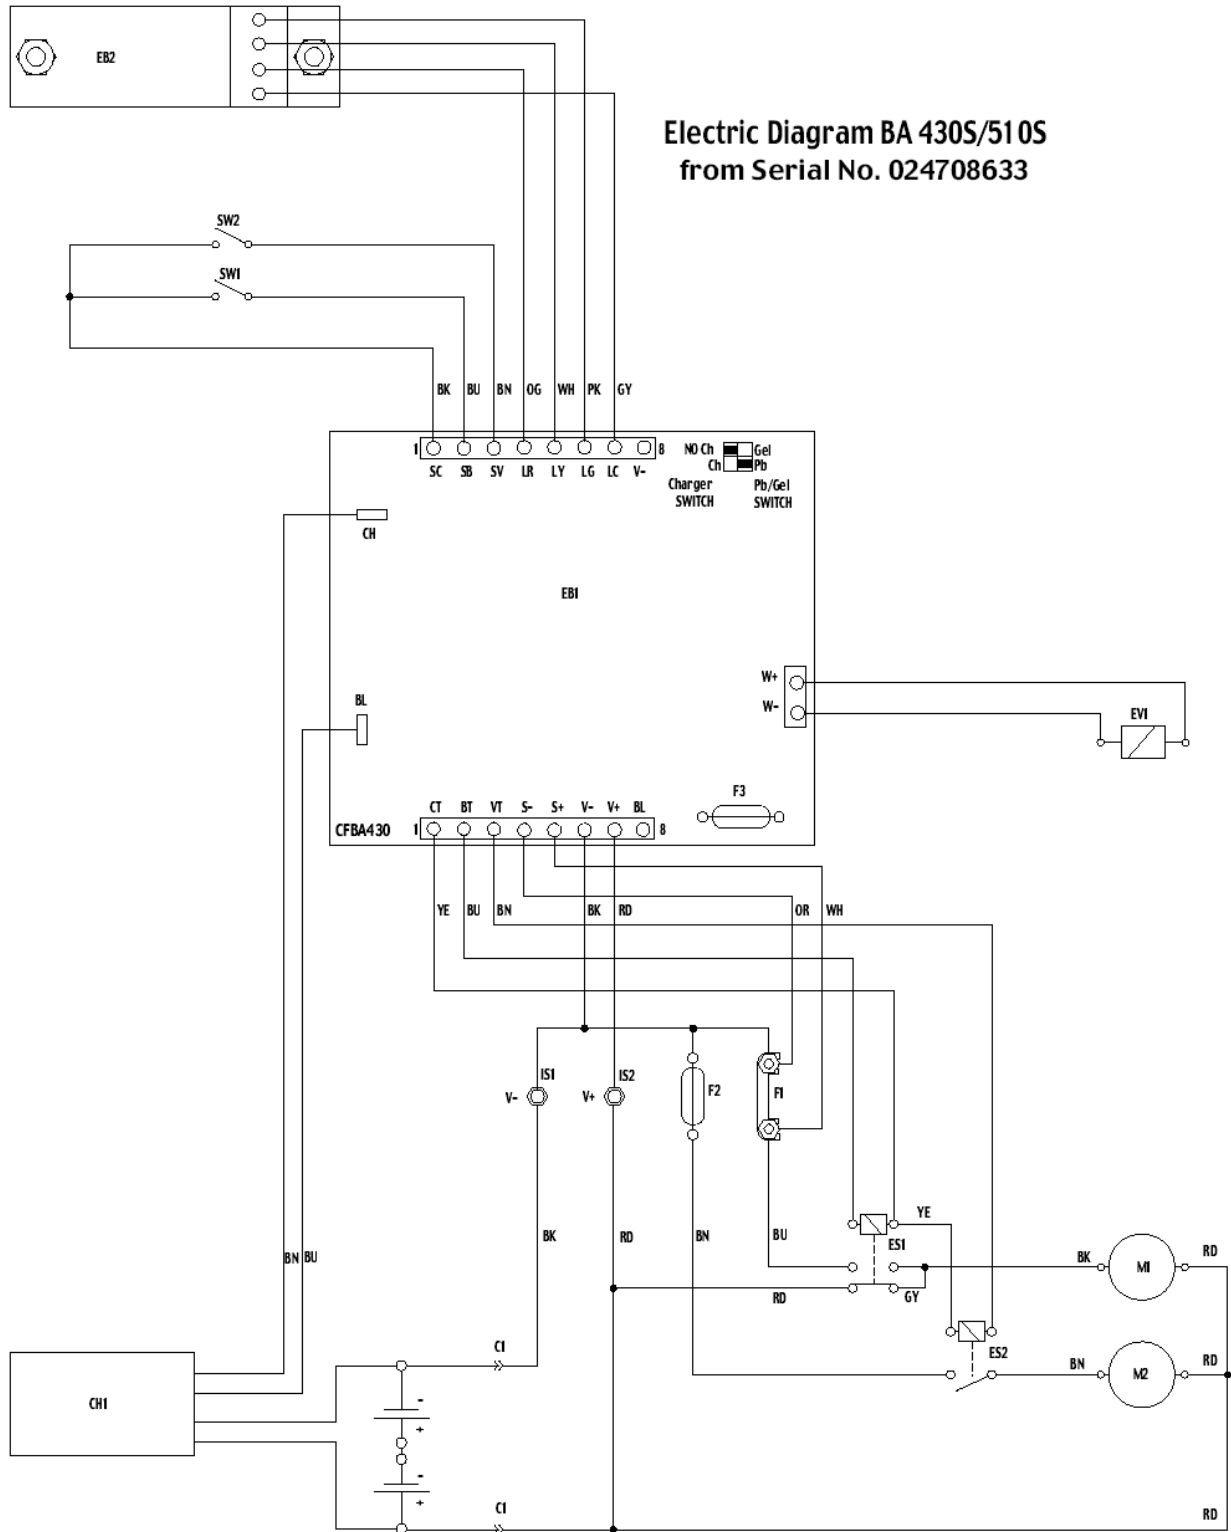 EB2
Electric Diagram BA 430S/510S
from Serial No. 024708633
SW2
SW1
BK BU BN OG WH PK GY
1 8 NO Ch Gel
Ch Pb
SC SB SV LR LY LG LC V-
Charger Pb/Gel
SWITCH SWITCH
CH
EB1
W+
W-
BL
EV1
F3
CT BT VT S- S+ V- V+ BL
CFBA430 1 8
YE BU BN BK RD OR WH
IS1 IS2
V- V+ F2 F1
YE
BK RD BN BU ES1
BN BU
BK M1 RD
RD GY
C1 ES2
BN M2 RD
CH1
-
+
-
+
C1
RD